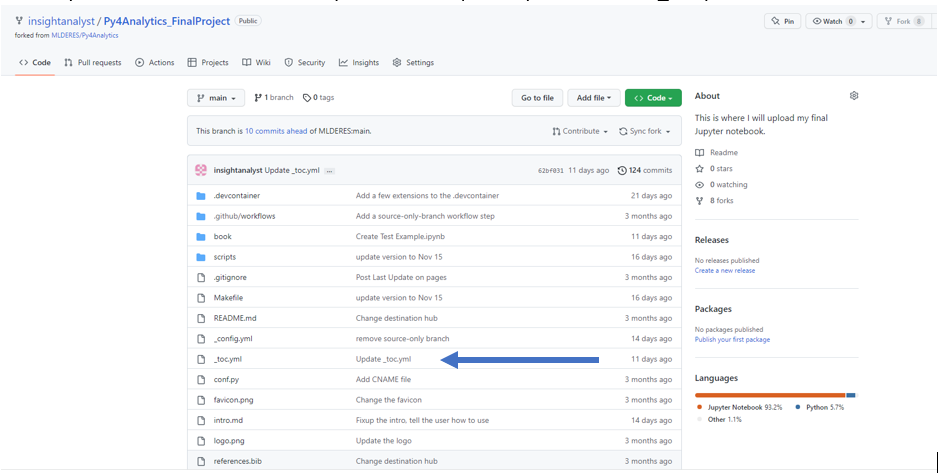 insightanalyst / Py4Analytics_FinalProject Public
Pin Watch 0 Fork 8
forked from MLDERES/Py4Analytics
Code Pull requests Actions Projects Wiki Security Insights Settings
main 1 branch 0 tags Go to file Add file Code
This branch is 10 commits ahead of MLDERES:main. Contribute Sync fork
insightanalyst Update _toc.yml ... 62bf031 11 days ago 124 commits
.devcontainer Add a few extensions to the .devcontainer 21 days ago
.github/workflows Add a source-only-branch workflow step 3 months ago
book Create Test Example.ipynb 11 days ago
scripts update version to Nov 15 16 days ago
.gitignore Post Last Update on pages 3 months ago
Makefile update version to Nov 15 16 days ago
README.md Change destination hub 3 months ago
_config.yml remove source-only branch 14 days ago
_toc.yml Update _toc.yml 11 days ago
conf.py Add CNAME file 3 months ago
favicon.png Change the favicon 3 months ago
intro.md Fixup the intro. tell the user how to use 14 days ago
logo.png Update the logo 3 months ago
references.bib Change destination hub 3 months ago
About
This is where I will upload my final
Jupyter notebook.
Readme
0 stars
0 watching
8 forks
Releases
No releases published
Create a new release
Packages
No packages published
Publish your first package
Languages
Jupyter Notebook 93.2% Python 5.7%
Other 1.1%